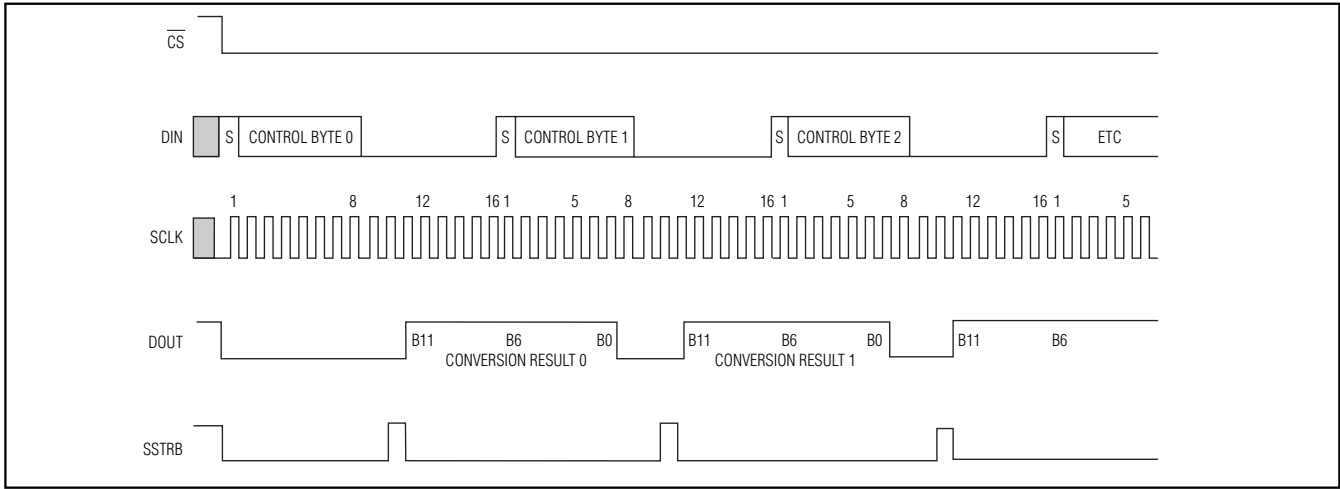 CS
DIN S CONTROL BYTE 0 S CONTROL BYTE 1 S CONTROL BYTE 2 S ETC
1 8 12 16 1 5 8 12 16 1 5 8 12 16 1 5
SCLK
DOUT B11 B6 B0 B11 B6 B0 B11 B6
CONVERSION RESULT 0 CONVERSION RESULT 1
SSTRB